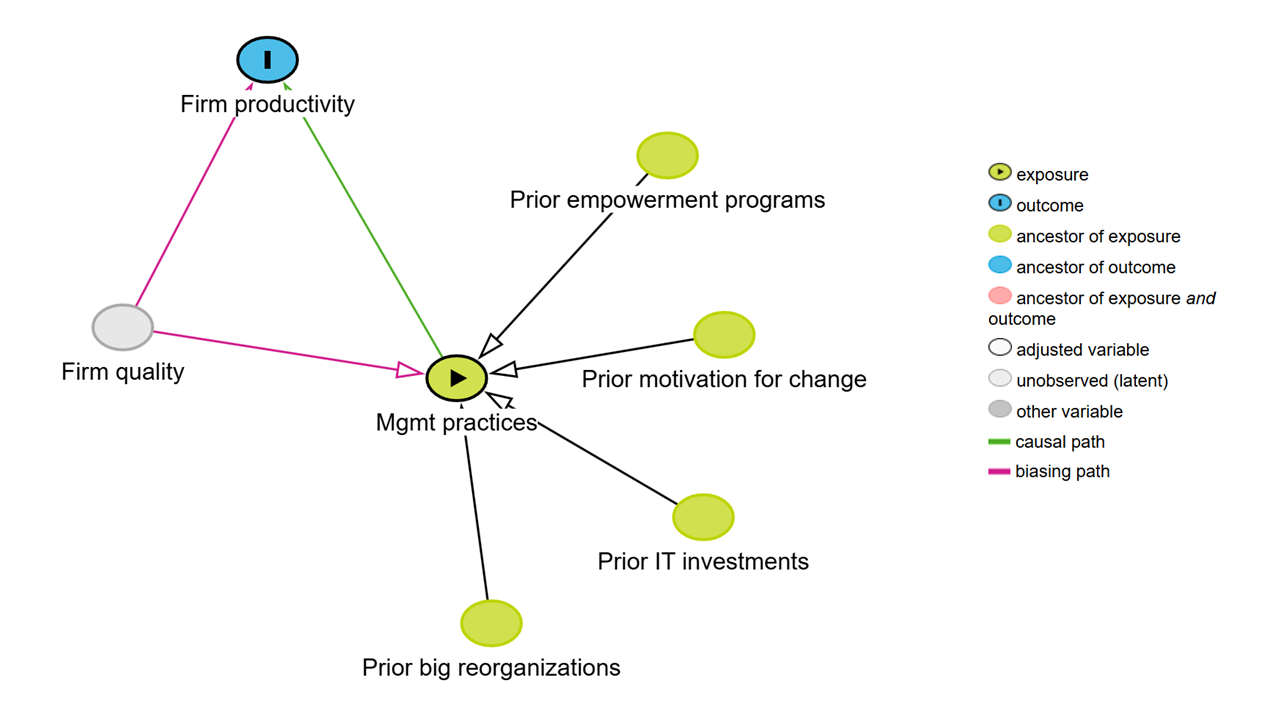 Firm productivity
Prior empowerment programs
Firm quality
Prior motivation for change
Mgmt practices
Prior IT investments
Prior big reorganizations
exposure
outcome
ancestor of exposure
ancestor of outcome
ancestor of exposure and
outcome
adjusted variable
unobserved (latent)
other variable
causal path
biasing path